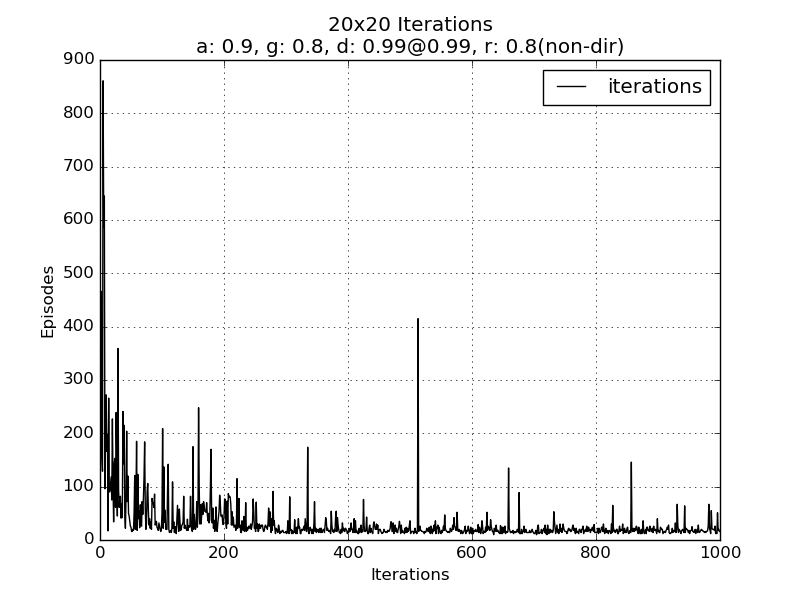 20x20 Iterations
a: 0.9, g: 0.8, d: 0.99@0.99, r: 0.8(non-dir)
iterations
900
800
700
600
500
400
300
200
100
0
Episodes
0 200 400 600 800 1000
Iterations